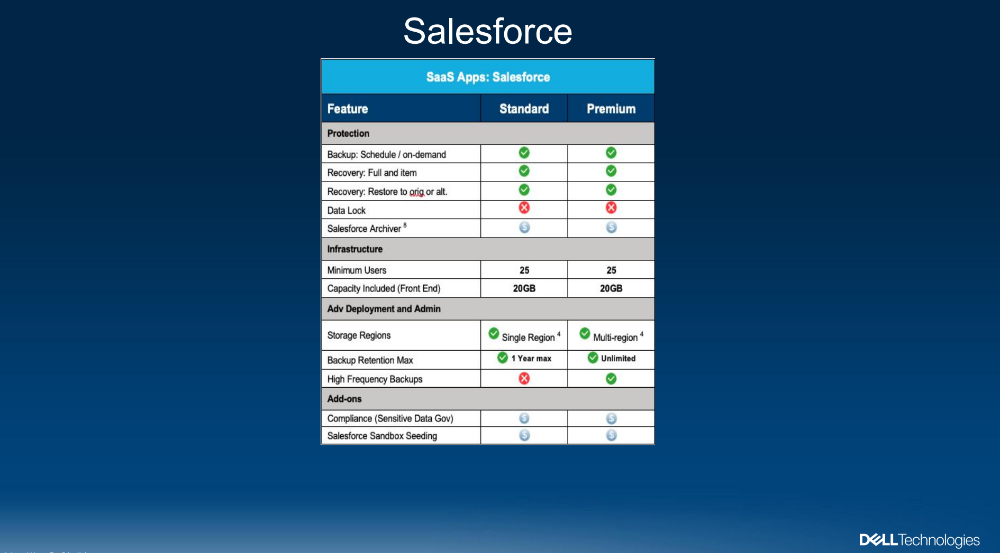 Salesforce
SaaS Apps: Salesforce
Feature Standard Premium
Protection
Backup: Schedule / on-demand
Recovery: Full and item
Recovery: Restore to orig or alt.
Data Lock
Salesforce Archiver 8
$ $
Infrastructure
Minimum Users 25 25
Capacity Included (Front End) 20GB 20GB
Adv Deployment and Admin
Storage Regions Single Region 4 Multi-region 4
Backup Retention Max 1 Year max Unlimited
High Frequency Backups
Add-ons
Compliance (Sensitive Data Gov) $ $
Salesforce Sandbox Seeding $ $
DELLTechnologies